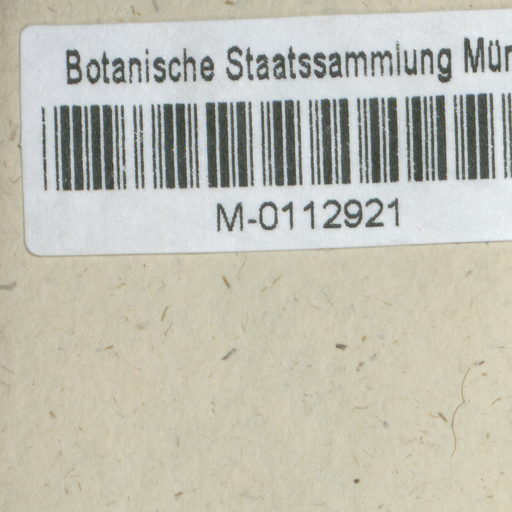 Botanische Staatssammlung Mün
M-0112921